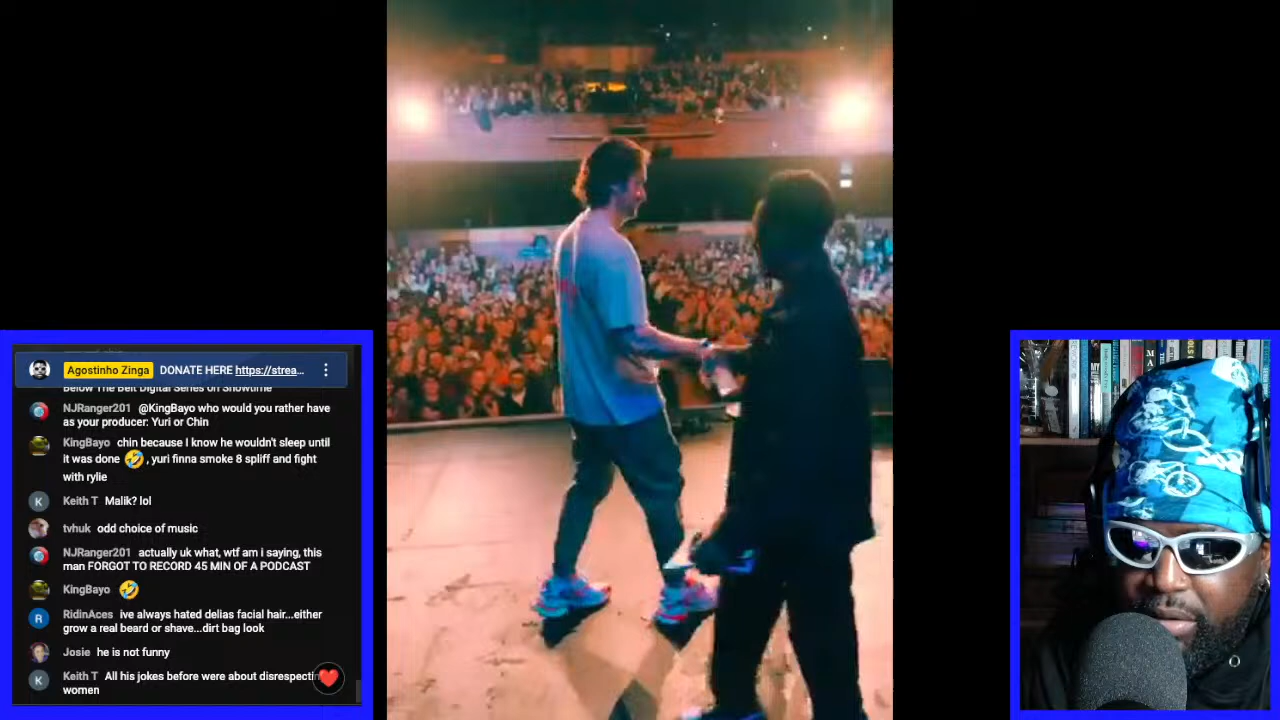 Agostinho Zinga DONATE HERE https://strea...
Below The Belt Digital Series on Showtime
NJRanger201 @KingBayo who would you rather have
as your producer: Yuri or Chin
KingBayo chin because I know he wouldn't sleep until
it was done 🤣, yuri finna smoke 8 spliff and fight
with rylie
K Keith T Malik? lol
tvhuk odd choice of music
NJRanger201 actually uk what, wtf am i saying, this
man FORGOT TO RECORD 45 MIN OF A PODCAST
KingBayo 🤣
R RidinAces ive always hated delias facial hair...either
grow a real beard or shave...dirt bag look
Josie he is not funny
K Keith T All his jokes before were about disrespectin
women